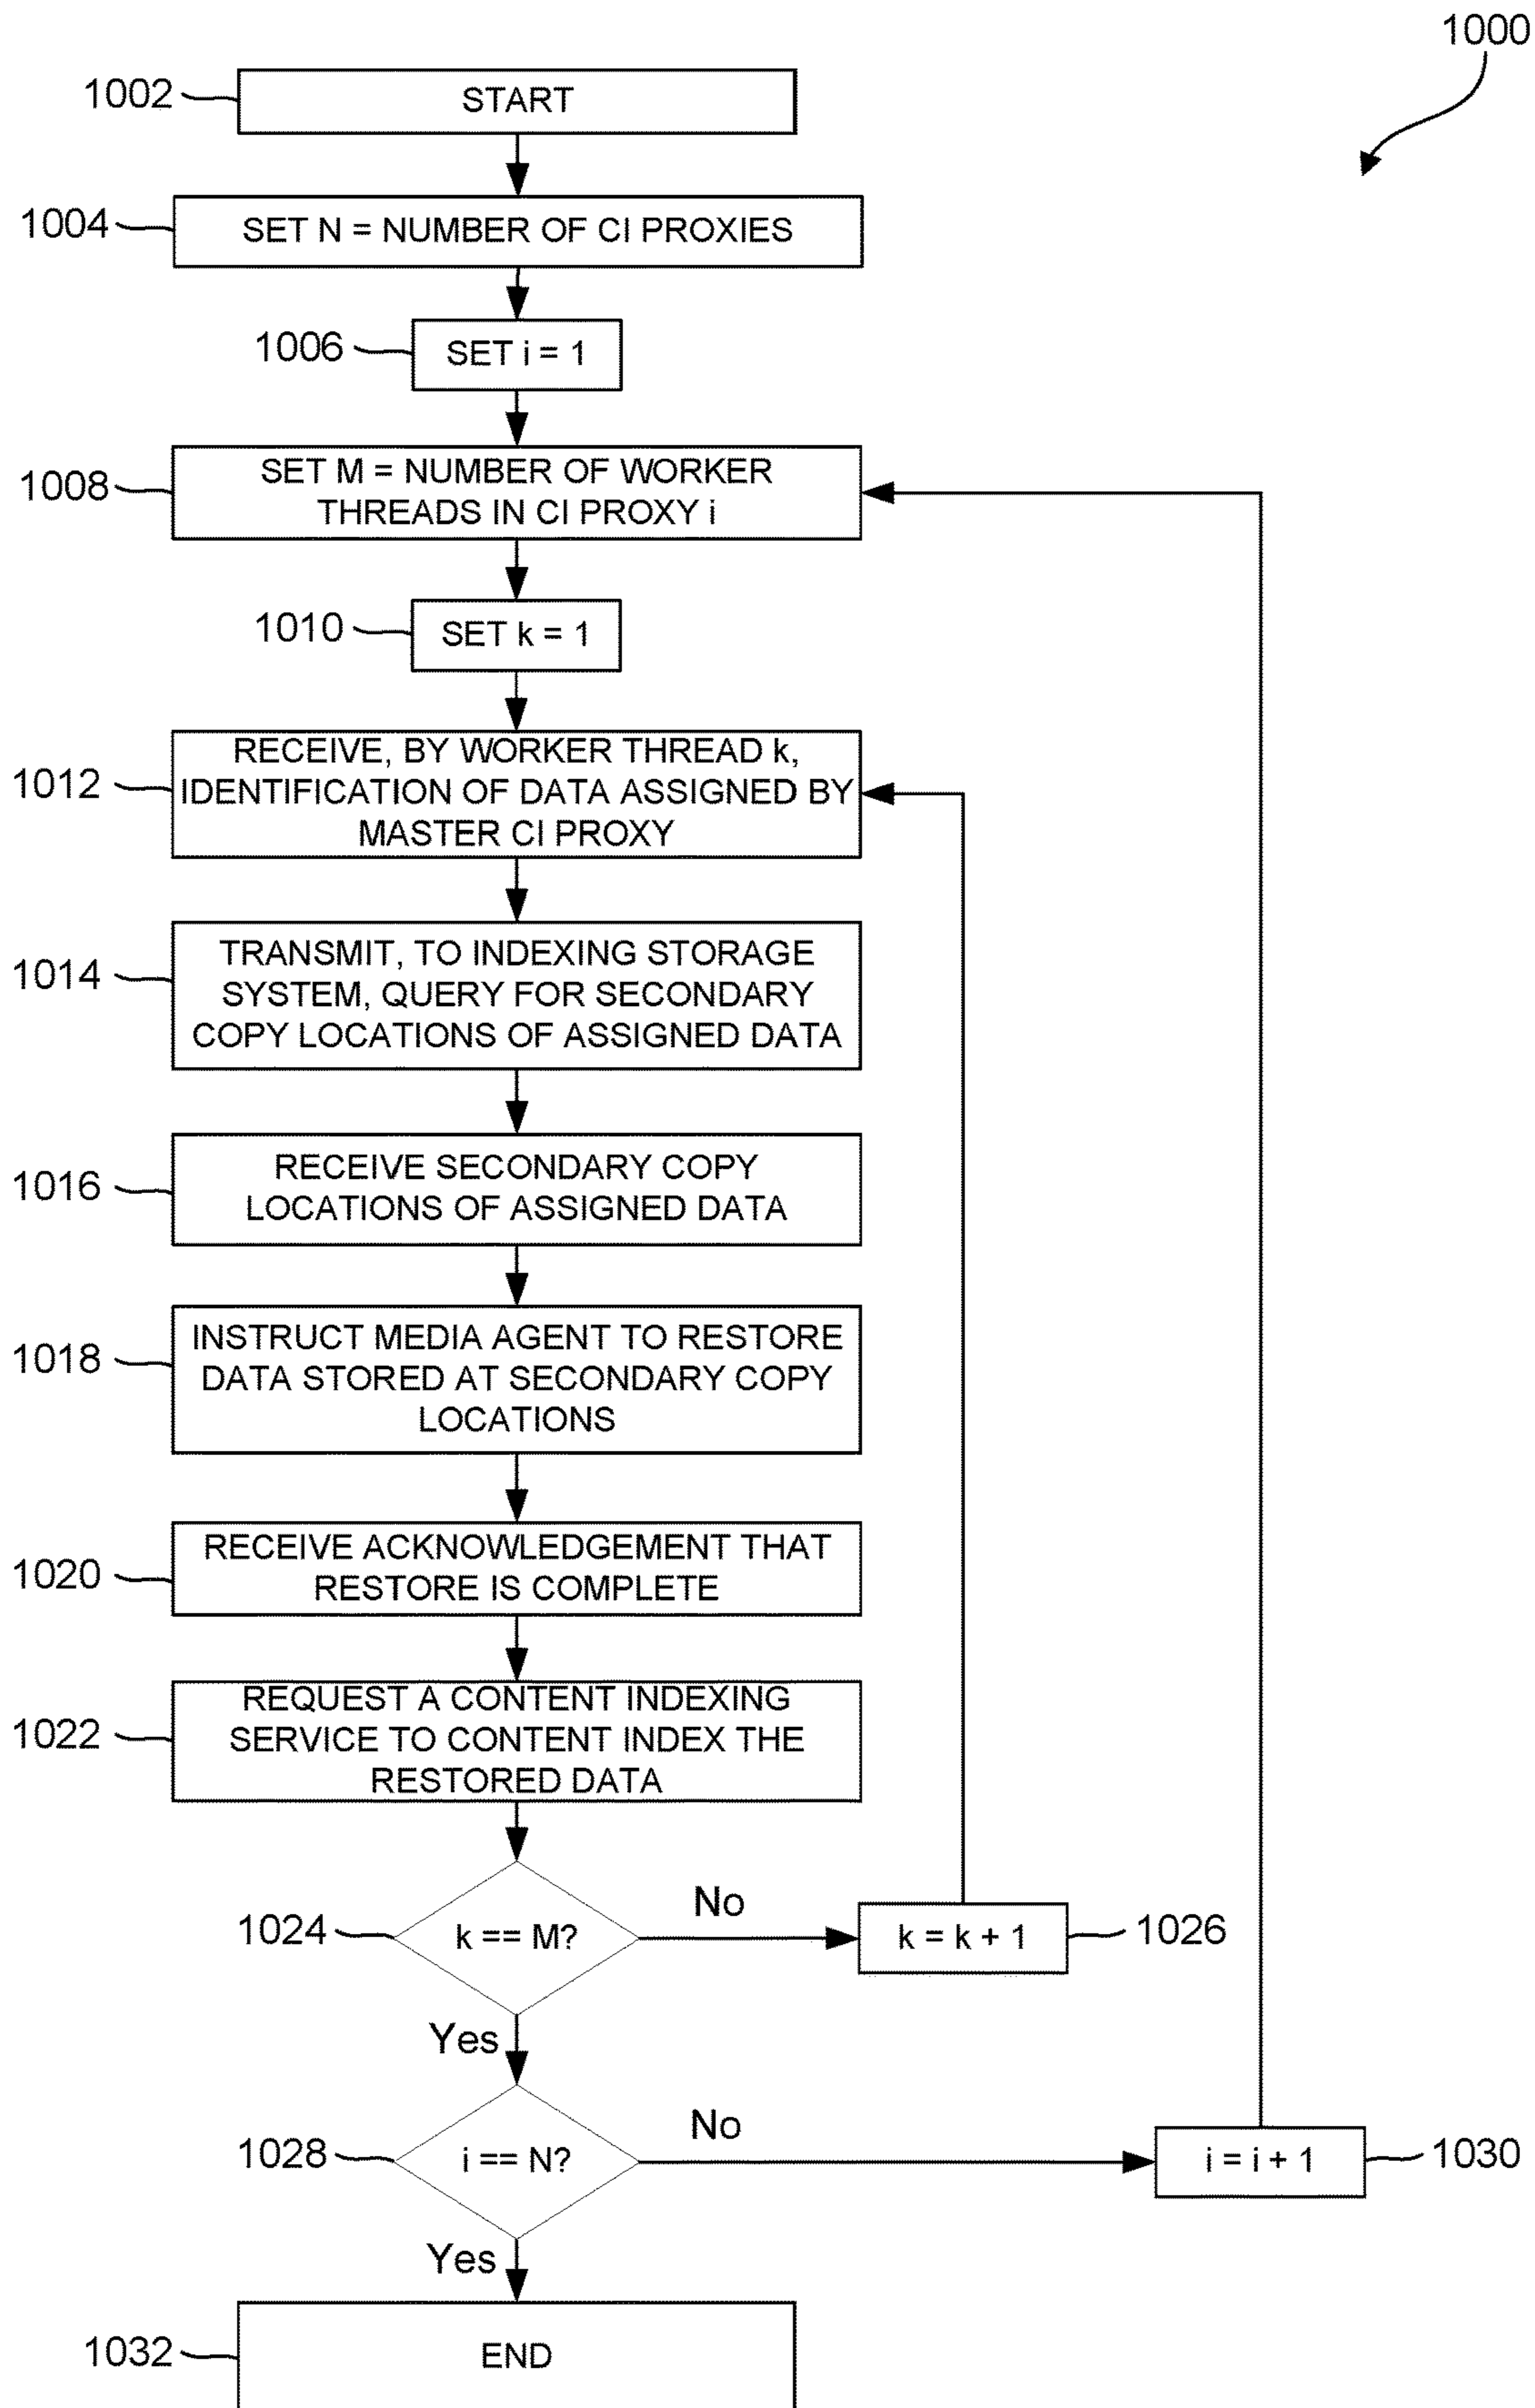 1000
1002
START
1004
SET N = NUMBER OF CI PROXIES
1006
SET i = 1
1008
SET M = NUMBER OF WORKER
THREADS IN CI PROXY i
1010
SET k = 1
1012
RECEIVE, BY WORKER THREAD k,
IDENTIFICATION OF DATA ASSIGNED BY
MASTER CI PROXY
1014
TRANSMIT, TO INDEXING STORAGE
SYSTEM, QUERY FOR SECONDARY
COPY LOCATIONS OF ASSIGNED DATA
1016
RECEIVE SECONDARY COPY
LOCATIONS OF ASSIGNED DATA
1018
INSTRUCT MEDIA AGENT TO RESTORE
DATA STORED AT SECONDARY COPY
LOCATIONS
1020
RECEIVE ACKNOWLEDGEMENT THAT
RESTORE IS COMPLETE
1022
REQUEST A CONTENT INDEXING
SERVICE TO CONTENT INDEX THE
RESTORED DATA
1024
k == M?
No
k = k + 1
1026
Yes
1028
i == N?
No
i = i + 1
1030
Yes
1032
END